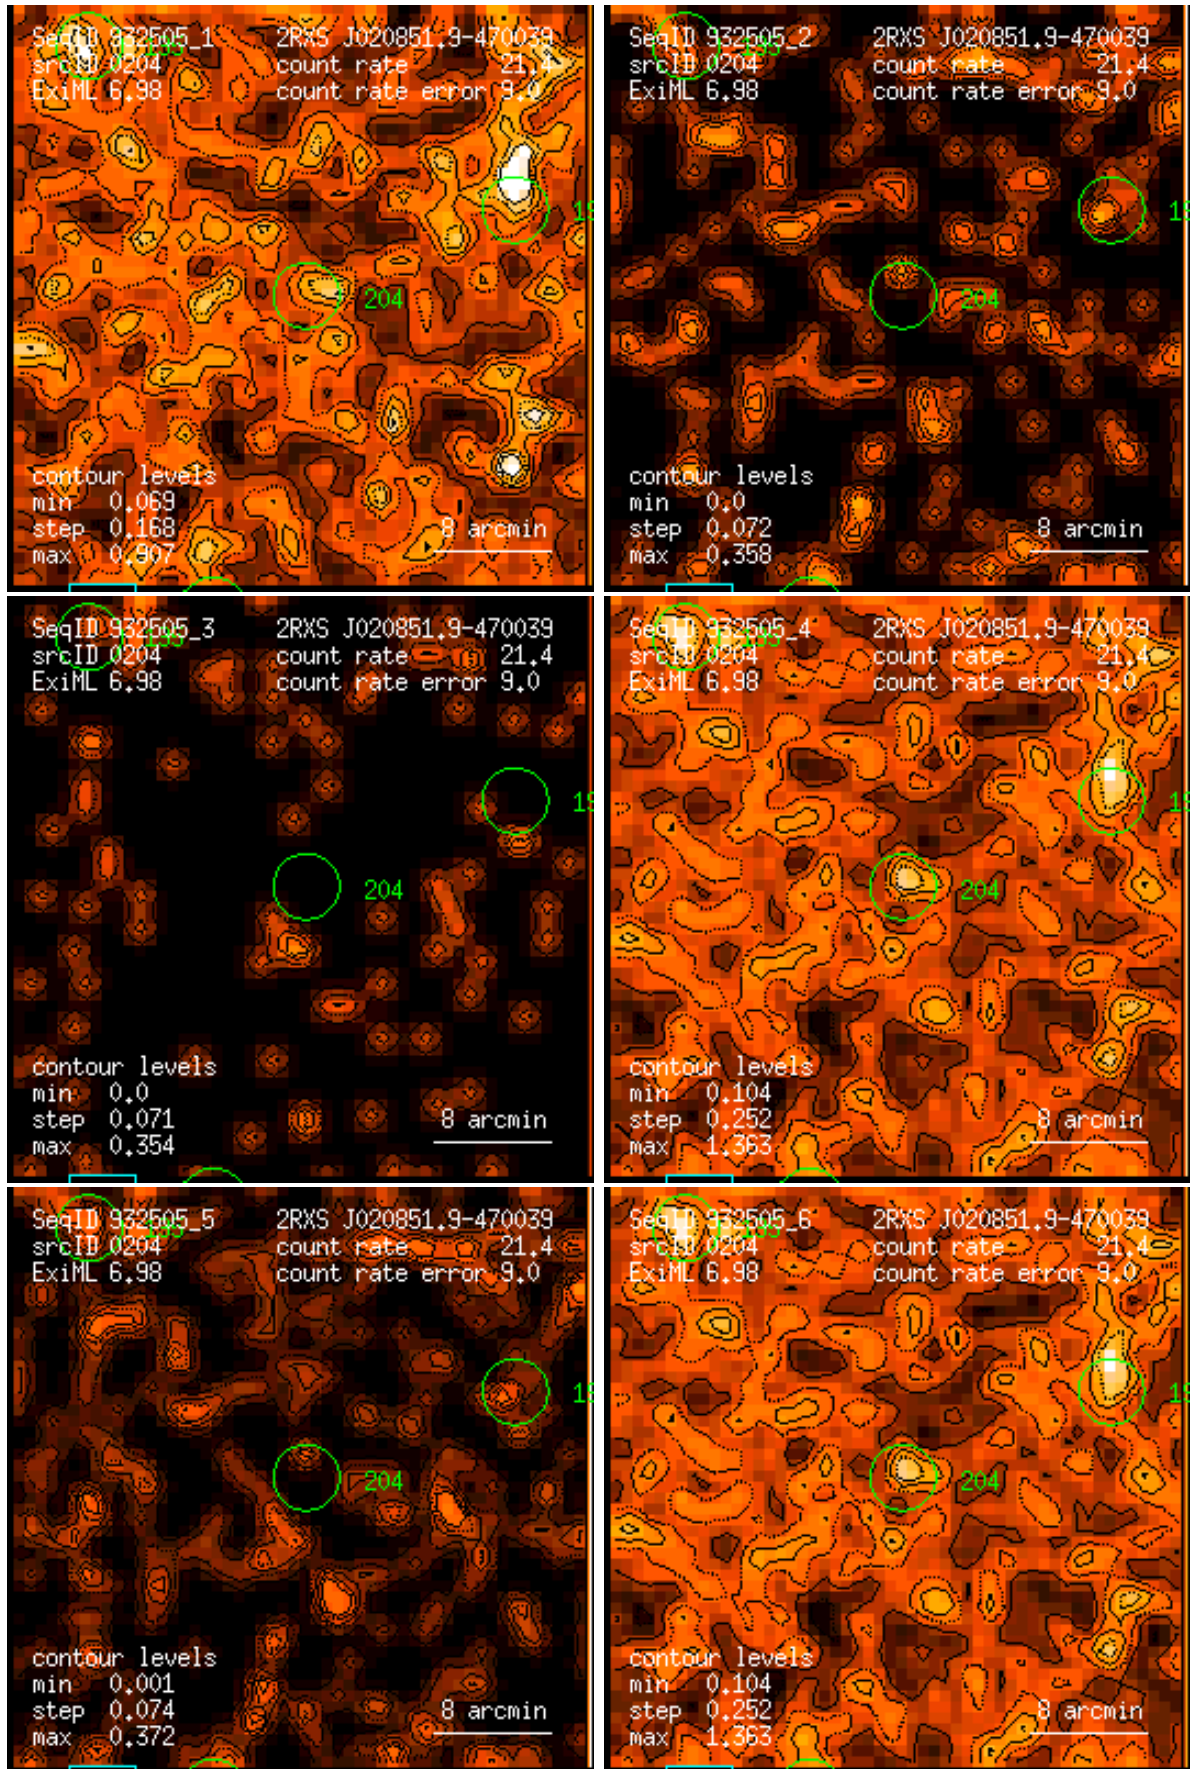 SeqID 932505_1 2RXS J020851.9-470039
srcID 0204 count rate 21.4
ExiML 6.98 count rate error 9.0
19
204
contour levels
min 0.069
step 0.168 8 arcmin
max 0.907
SeqID 932505_2 2RXS J020851.9-470039
srcID 0204 count rate 21.4
ExiML 6.98 count rate error 9.0
19
204
contour levels
min 0.0
step 0.072 8 arcmin
max 0.358
SeqID 932505_3 2RXS J020851.9-470039
srcID 0204 count rate 21.4
ExiML 6.98 count rate error 9.0
19
204
contour levels
min 0.0
step 0.071 8 arcmin
max 0.354
SeqID 932505_4 2RXS J020851.9-470039
srcID 0204 count rate 21.4
ExiML 6.98 count rate error 9.0
19
204
contour levels
min 0.104
step 0.252 8 arcmin
max 1.363
SeqID 932505_5 2RXS J020851.9-470039
srcID 0204 count rate 21.4
ExiML 6.98 count rate error 9.0
19
204
contour levels
min 0.001
step 0.074 8 arcmin
max 0.372
SeqID 932505_6 2RXS J020851.9-470039
srcID 0204 count rate 21.4
ExiML 6.98 count rate error 9.0
19
204
contour levels
min 0.104
step 0.252 8 arcmin
max 1.363